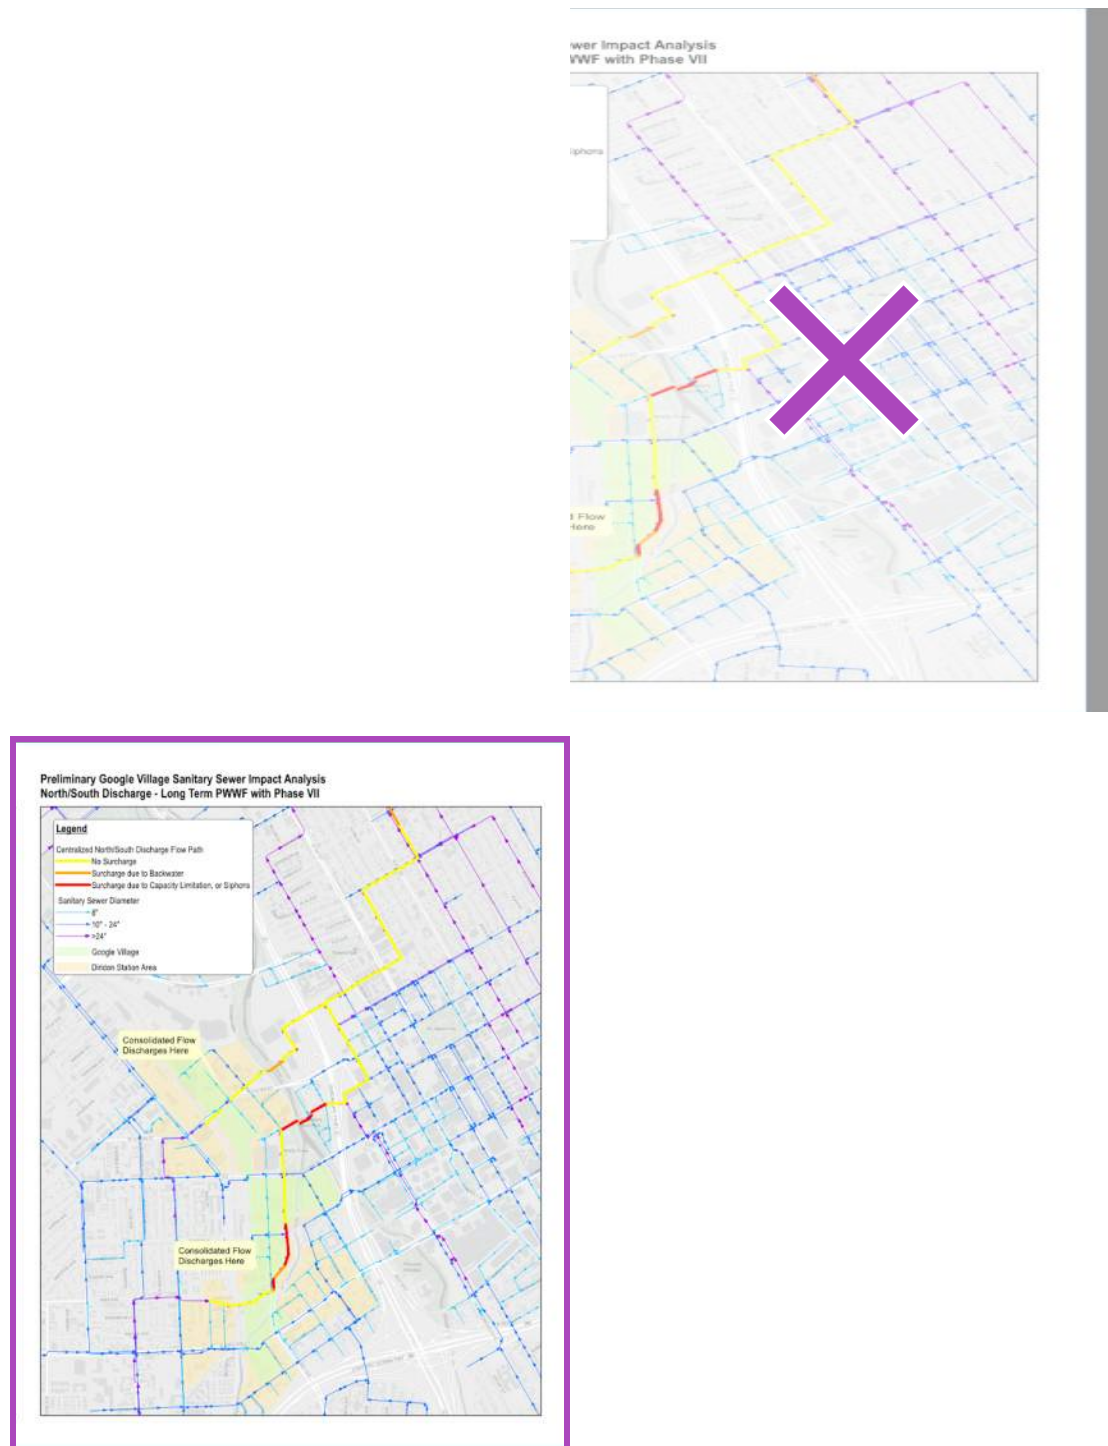 wer Impact Analysis
WWF with Phase VII
Siphons
d Flow
Here
Preliminary Google Village Sanitary Sewer Impact Analysis
North/South Discharge - Long Term PWWF with Phase VII
Legend
Centralized North/South Discharge Flow Path
No Surcharge
Surcharge due to Backwater
Surcharge due to Capacity Limitation, or Siphons
Sanitary Sewer Diameter
8"
10" - 24"
>24"
Google Village
Diridon Station Area
Consolidated Flow
Discharges Here
Consolidated Flow
Discharges Here